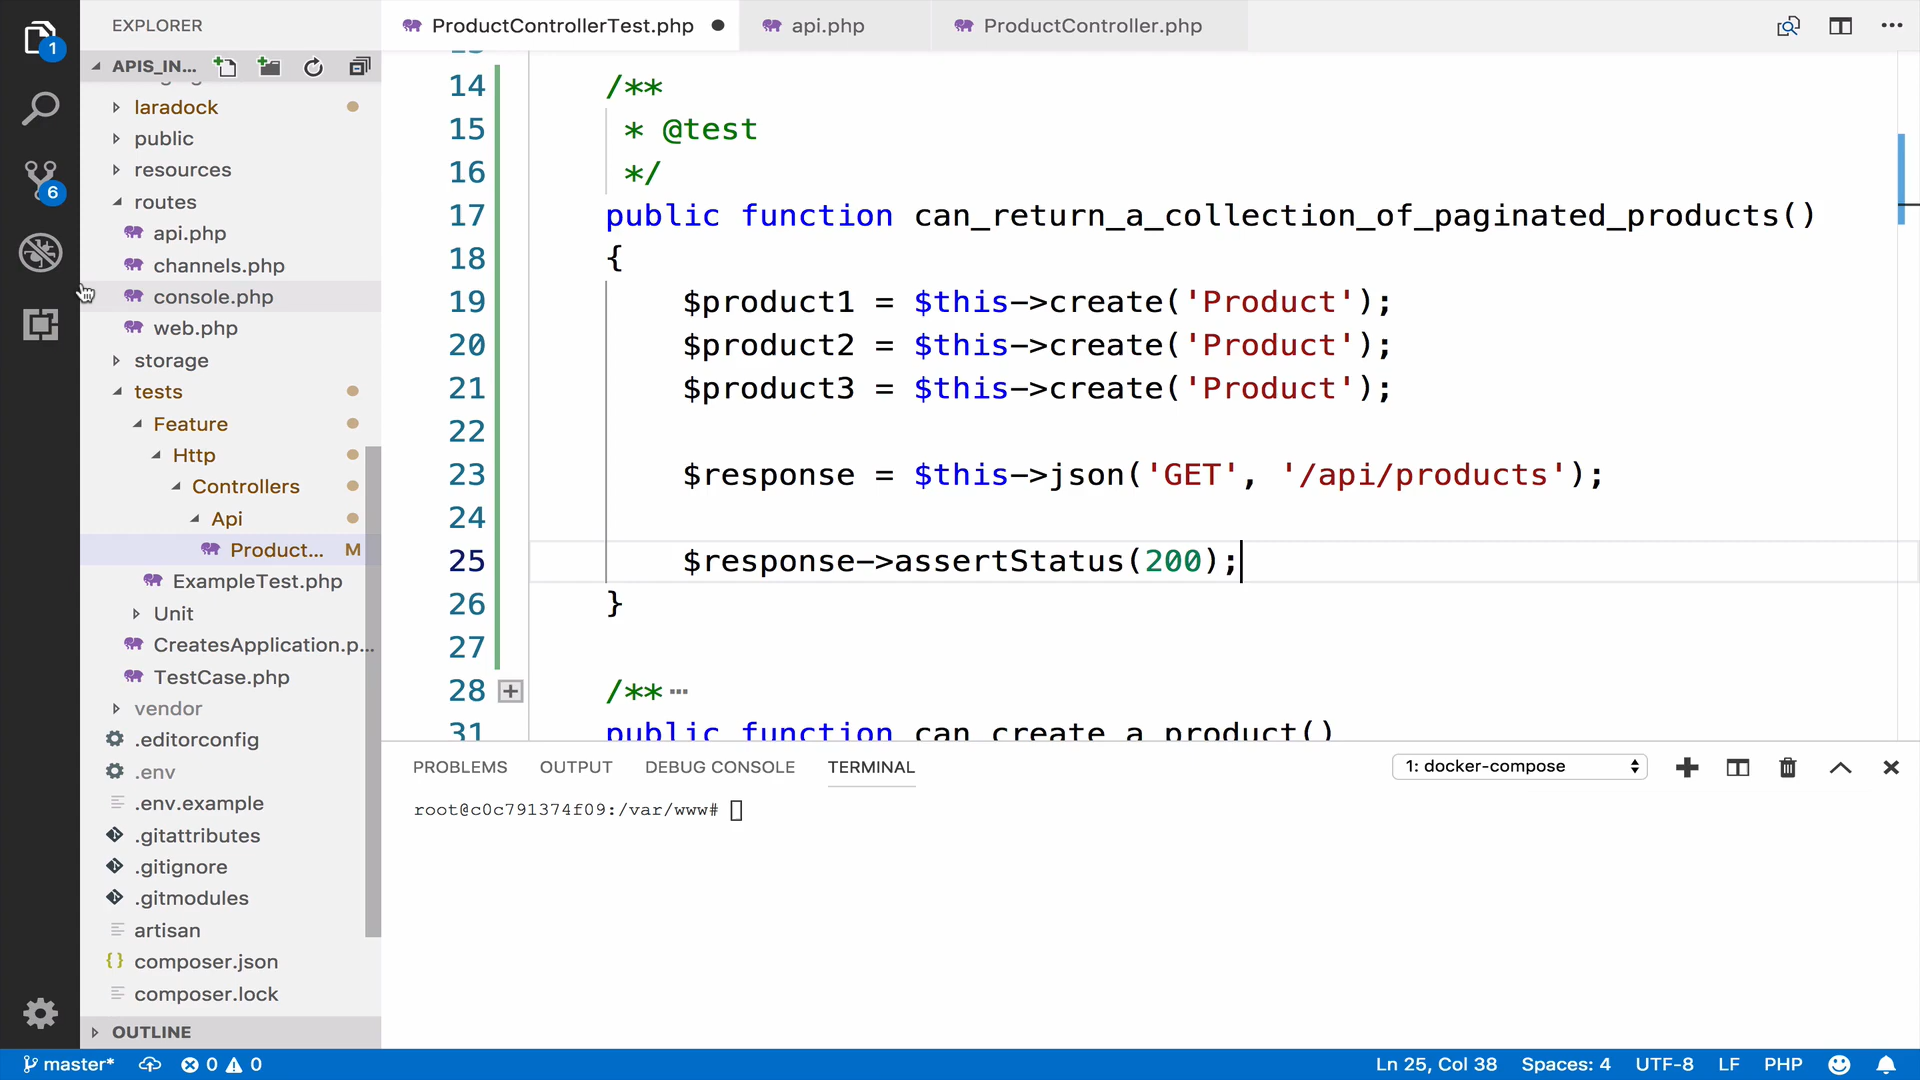 EXPLORER
ProductControllerTest.php
api.php
ProductController.php
1
APIS_IN...
laradock
public
resources
routes
api.php
6
channels.php
console.php
web.php
storage
tests
Feature
Http
Controllers
Api
Product... M
ExampleTest.php
Unit
CreatesApplication.p...
TestCase.php
vendor
.editorconfig
.env
.env.example
.gitattributes
.gitignore
.gitmodules
artisan
composer.json
composer.lock
OUTLINE
14 /**
15 * @test
16 */
17 public function can_return_a_collection_of_paginated_products()
18 {
19 $product1 = $this->create('Product');
20 $product2 = $this->create('Product');
21 $product3 = $this->create('Product');
22
23 $response = $this->json('GET', '/api/products');
24
25 $response->assertStatus(200);
26 }
27
28 /** ...
31 public function can_create_a_product()
PROBLEMS OUTPUT DEBUG CONSOLE TERMINAL 1: docker-compose
root@c0c791374f09:/var/www#
master* 0 0 Ln 25, Col 38 Spaces: 4 UTF-8 LF PHP